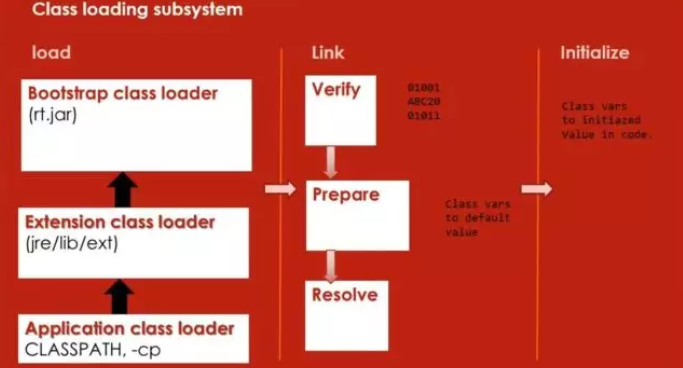 Class loading subsystem
load
Bootstrap class loader
(rt.jar)
Extension class loader
(jre/lib/ext)
Application class loader
CLASSPATH, -cp
Link
Verify
01001
ABC20
01011
Prepare
Class vars
to default
value
Resolve
Initialize
Class vars
to initiazed
Value in code.